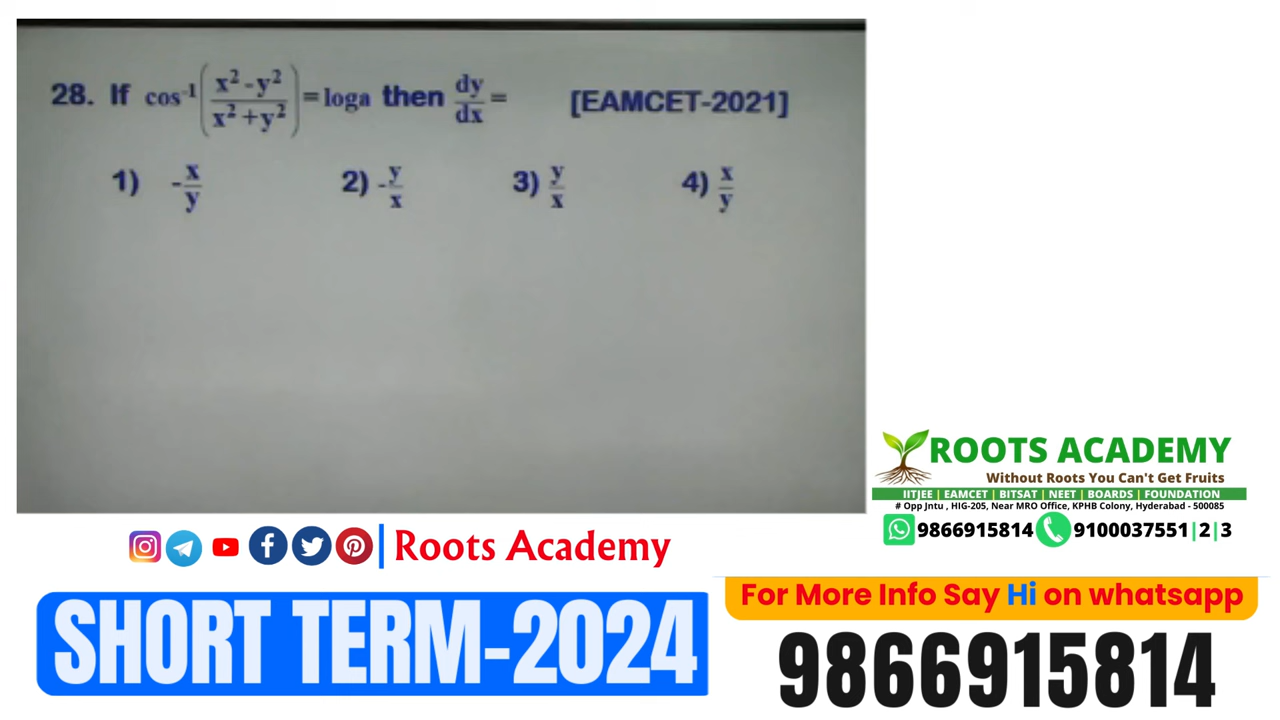 28. If cos⁻¹((x² - y²)/(x² + y²)) = loga then dy/dx = [EAMCET-2021]
1) -x/y 2) -y/x 3) y/x 4) x/y
ROOTS ACADEMY
Without Roots You Can't Get Fruits
IITJEE | EAMCET | BITSAT | NEET | BOARDS | FOUNDATION
# Opp Jntu , HIG-205, Near MRO Office, KPHB Colony, Hyderabad - 500085
9866915814 9100037551|2|3
Roots Academy
SHORT TERM-2024
For More Info Say Hi on whatsapp
9866915814